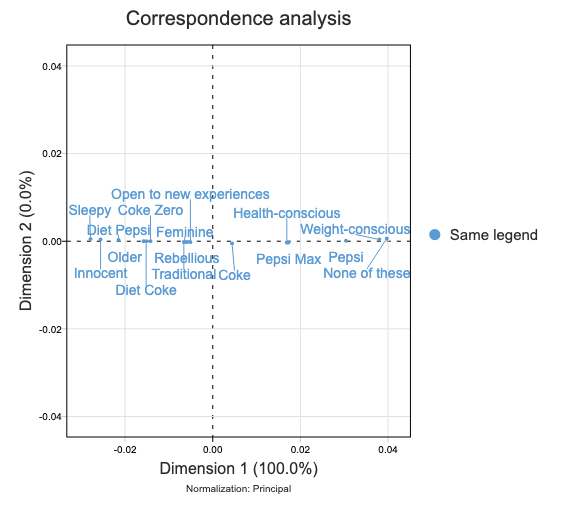 Correspondence analysis
0.04
0.02
Open to new experiences
Sleepy Coke Zero Health-conscious
Diet Pepsi Feminine Weight-conscious
0.00
Older Rebellious Pepsi Max Pepsi
Innocent Traditional Coke None of these
Diet Coke
-0.02
-0.04
-0.02 0.00 0.02 0.04
Dimension 2 (0.0%)
Dimension 1 (100.0%)
Normalization: Principal
Same legend